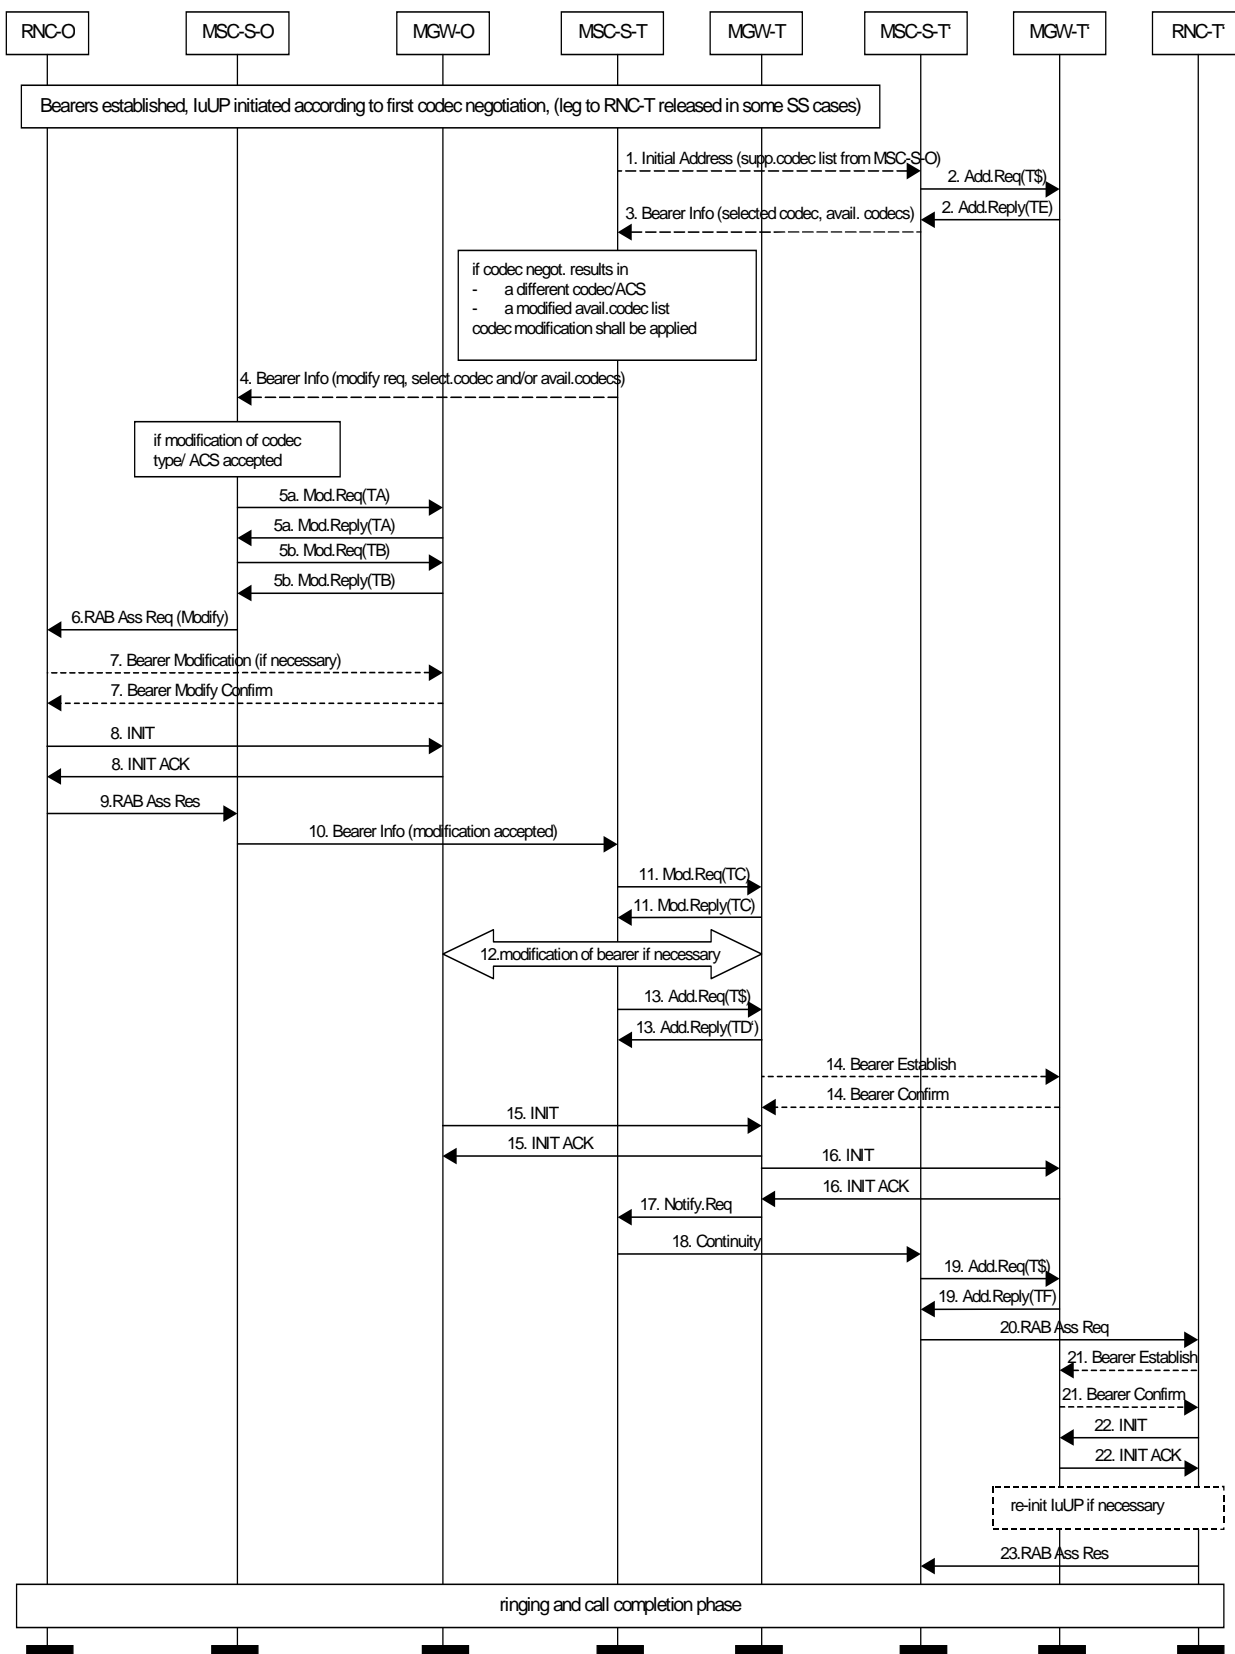 RNC-O
MSC-S-O
MGW-O
MSC-S-T
MGW-T
MSC-S-T'
MGW-T'
RNC-T'
Bearers established, IuUP initiated according to first codec negotiation, (leg to RNC-T released in some SS cases)
1. Initial Address (supp.codec list from MSC-S-O)
2. Add.Req(T$)
2. Add.Reply(TE)
3. Bearer Info (selected codec, avail. codecs)
if codec negot. results in
- a different codec/ACS
- a modified avail.codec list
codec modification shall be applied
4. Bearer Info (modify req, select.codec and/or avail.codecs)
if modification of codec
type/ ACS accepted
5a. Mod.Req(TA)
5a. Mod.Reply(TA)
5b. Mod.Req(TB)
5b. Mod.Reply(TB)
6.RAB Ass Req (Modify)
7. Bearer Modification (if necessary)
7. Bearer Modify Confirm
8. INIT
8. INIT ACK
9.RAB Ass Res
10. Bearer Info (modification accepted)
11. Mod.Req(TC)
11. Mod.Reply(TC)
12.modification of bearer if necessary
13. Add.Req(T$)
13. Add.Reply(TD')
14. Bearer Establish
14. Bearer Confirm
15. INIT
15. INIT ACK
16. INIT
16. INIT ACK
17. Notify.Req
18. Continuity
19. Add.Req(T$)
19. Add.Reply(TF)
20.RAB Ass Req
21. Bearer Establish
21. Bearer Confirm
22. INIT
22. INIT ACK
re-init IuUP if necessary
23.RAB Ass Res
ringing and call completion phase